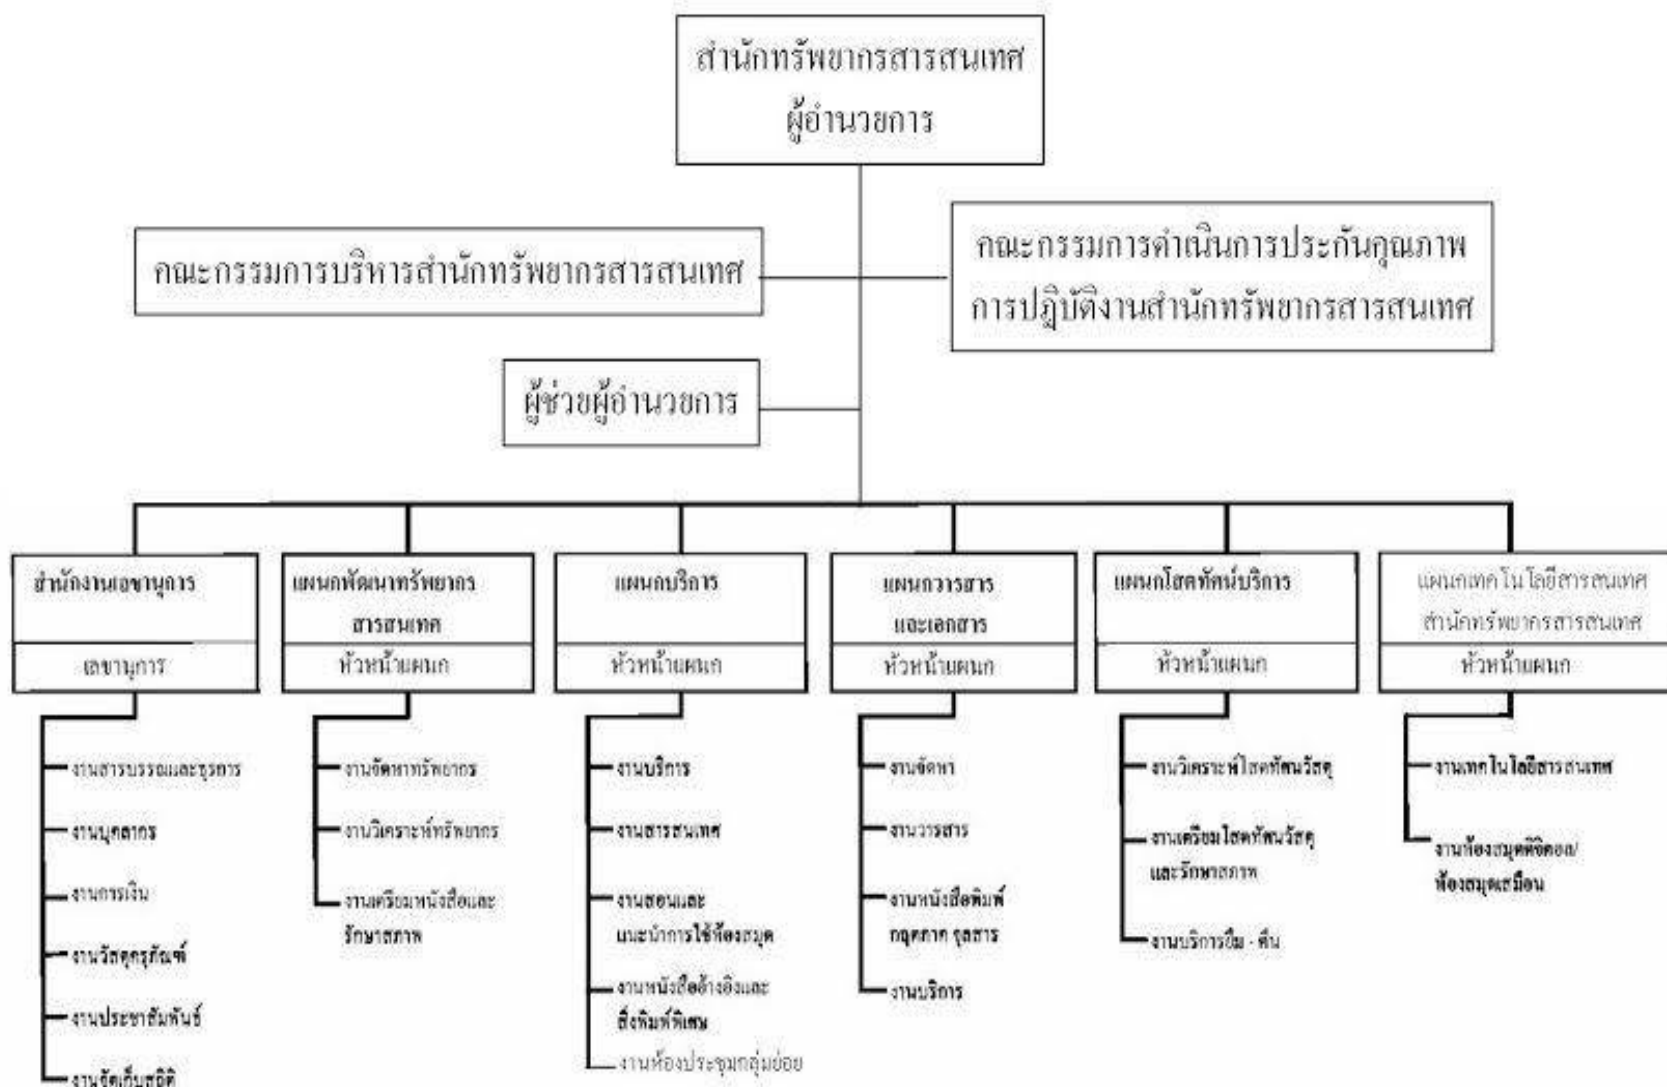 สำนักทรัพยากรสารสนเทศ
ผู้อำนวยการ
คณะกรรมการบริหารสำนักทรัพยากรสารสนเทศ
คณะกรรมการดำเนินการประกันคุณภาพ
การปฏิบัติงานสำนักทรัพยากรสารสนเทศ
ผู้ช่วยผู้อำนวยการ
สำนักงานเลขานุการ
เลขานุการ
งานสารบรรณและธุรการ
งานบุคลากร
งานการเงิน
งานวัสดุครุภัณฑ์
งานประชาสัมพันธ์
งานจัดเก็บสถิติ
แผนกพัฒนาทรัพยากร
สารสนเทศ
หัวหน้าแผนก
งานจัดหาทรัพยากร
งานวิเคราะห์ทรัพยากร
งานเตรียมหนังสือและ
รักษาสภาพ
แผนกบริการ
หัวหน้าแผนก
งานบริการ
งานสารสนเทศ
งานสอนและ
แนะนำการใช้ห้องสมุด
งานหนังสืออ้างอิงและ
สิ่งพิมพ์พิเศษ
งานห้องประชุมกลุ่มย่อย
แผนกวารสาร
และเอกสาร
หัวหน้าแผนก
งานจัดหา
งานวารสาร
งานหนังสือพิมพ์
กฤตภาค จุลสาร
งานบริการ
แผนกโสตทัศน์บริการ
หัวหน้าแผนก
งานวิเคราะห์โสตทัศนวัสดุ
งานเตรียมโสตทัศนวัสดุ
และรักษาสภาพ
งานบริการยืม - คืน
แผนกเทคโนโลยีสารสนเทศ
สำนักทรัพยากรสารสนเทศ
หัวหน้าแผนก
งานเทคโนโลยีสารสนเทศ
งานห้องสมุดดิจิตอล/
ห้องสมุดเสมือน